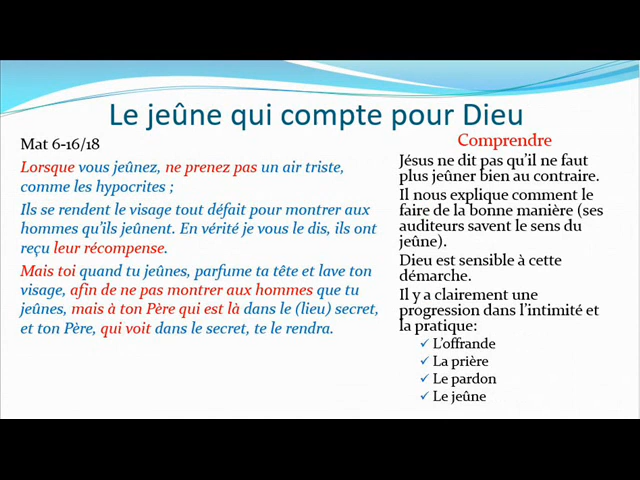 Le jeûne qui compte pour Dieu
Mat 6-16/18
Lorsque vous jeûnez, ne prenez pas un air triste,
comme les hypocrites ;
Ils se rendent le visage tout défait pour montrer aux
hommes qu'ils jeûnent. En vérité je vous le dis, ils ont
reçu leur récompense.
Mais toi quand tu jeûnes, parfume ta tête et lave ton
visage, afin de ne pas montrer aux hommes que tu
jeûnes, mais à ton Père qui est là dans le (lieu) secret,
et ton Père, qui voit dans le secret, te le rendra.
Comprendre
Jésus ne dit pas qu'il ne faut
plus jeûner bien au contraire.
Il nous explique comment le
faire de la bonne manière (ses
auditeurs savent le sens du
jeûne).
Dieu est sensible à cette
démarche.
Il y a clairement une
progression dans l'intimité et
la pratique:
✓ L'offrande
✓ La prière
✓ Le pardon
✓ Le jeûne